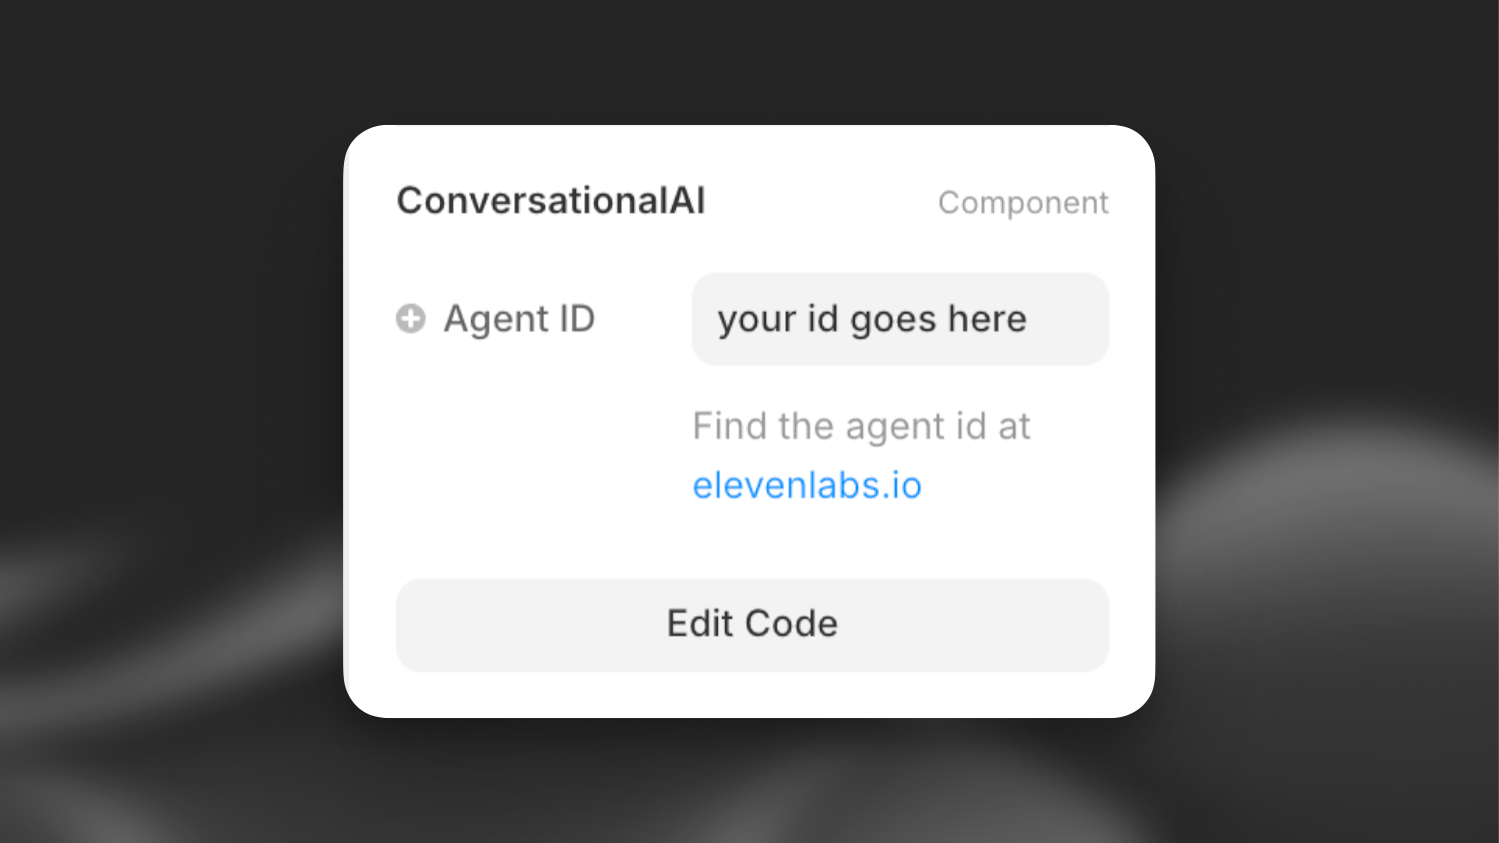 ConversationalAI
Component
Agent ID
your id goes here
Find the agent id at
elevenlabs.io
Edit Code